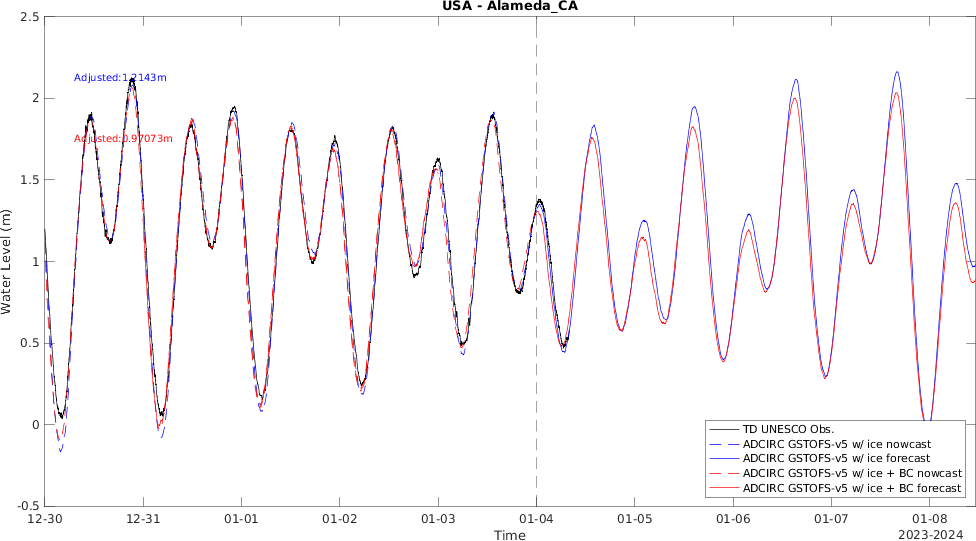 USA - Alameda_CA
2.5
2
1.5
1
0.5
0
-0.5
Water Level (m)
Adjusted:1.2143m
Adjusted:0.97073m
TD UNESCO Obs.
ADCIRC GSTOFS-v5 w/ ice nowcast
ADCIRC GSTOFS-v5 w/ ice forecast
ADCIRC GSTOFS-v5 w/ ice + BC nowcast
ADCIRC GSTOFS-v5 w/ ice + BC forecast
12-30 12-31 01-01 01-02 01-03 01-04 01-05 01-06 01-07 01-08
Time
2023-2024